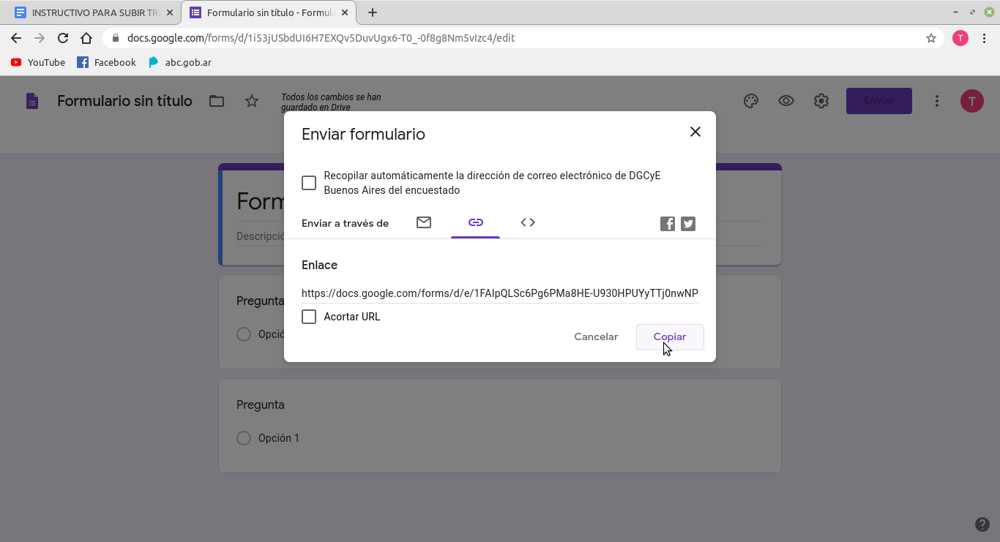 INSTRUCTIVO PARA SUBIR TR
Formulario sin título - Formul
docs.google.com/forms/d/1i53jUSbdUI6H7EXQv5DuvUgx6-T0_-0f8g8Nm5vIzc4/edit
T
YouTube
Facebook
abc.gob.ar
Formulario sin título
Todos los cambios se han
guardado en Drive
Enviar
T
Enviar formulario
Recopilar automáticamente la dirección de correo electrónico de DGCyE
Buenos Aires del encuestado
Form
Enviar a través de
Descripció
Enlace
https://docs.google.com/forms/d/e/1FAIpQLSc6Pg6PMa8HE-U930HPUYyTTj0nwNP
Pregunta
Acortar URL
Opció
Cancelar
Copiar
Pregunta
Opción 1